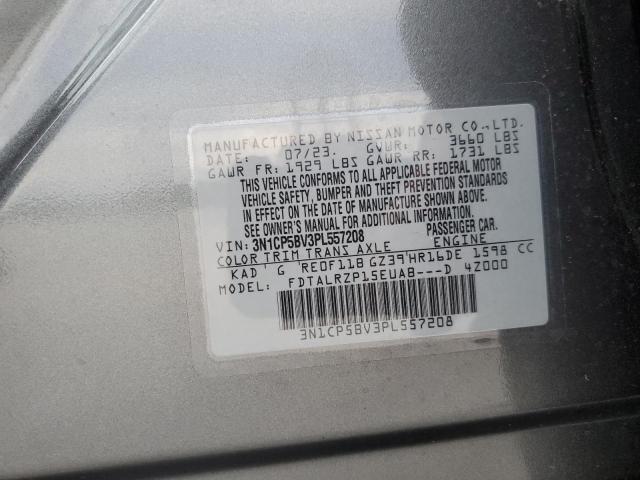 MANUFACTURED BY NISSAN MOTOR CO.,LTD.
DATE: 07/23. GVWR: 3660 LBS
GAWR FR: 1929 LBS GAWR RR: 1731 LBS
THIS VEHICLE CONFORMS TO ALL APPLICABLE FEDERAL MOTOR
VEHICLE SAFETY, BUMPER AND THEFT PREVENTION STANDARDS
IN EFFECT ON THE DATE OF MANUFACTURE SHOWN ABOVE.
SEE OWNER'S MANUAL FOR ADDITIONAL INFORMATION
VIN: 3N1CP5BV3PL557208 PASSENGER CAR.
COLOR TRIM TRANS AXLE ENGINE
KAD G RE0F11B GZ39 HR16DE 1598 CC
MODEL: FDTALRZP15EUA8---D 4Z000
3N1CP5BV3PL557208